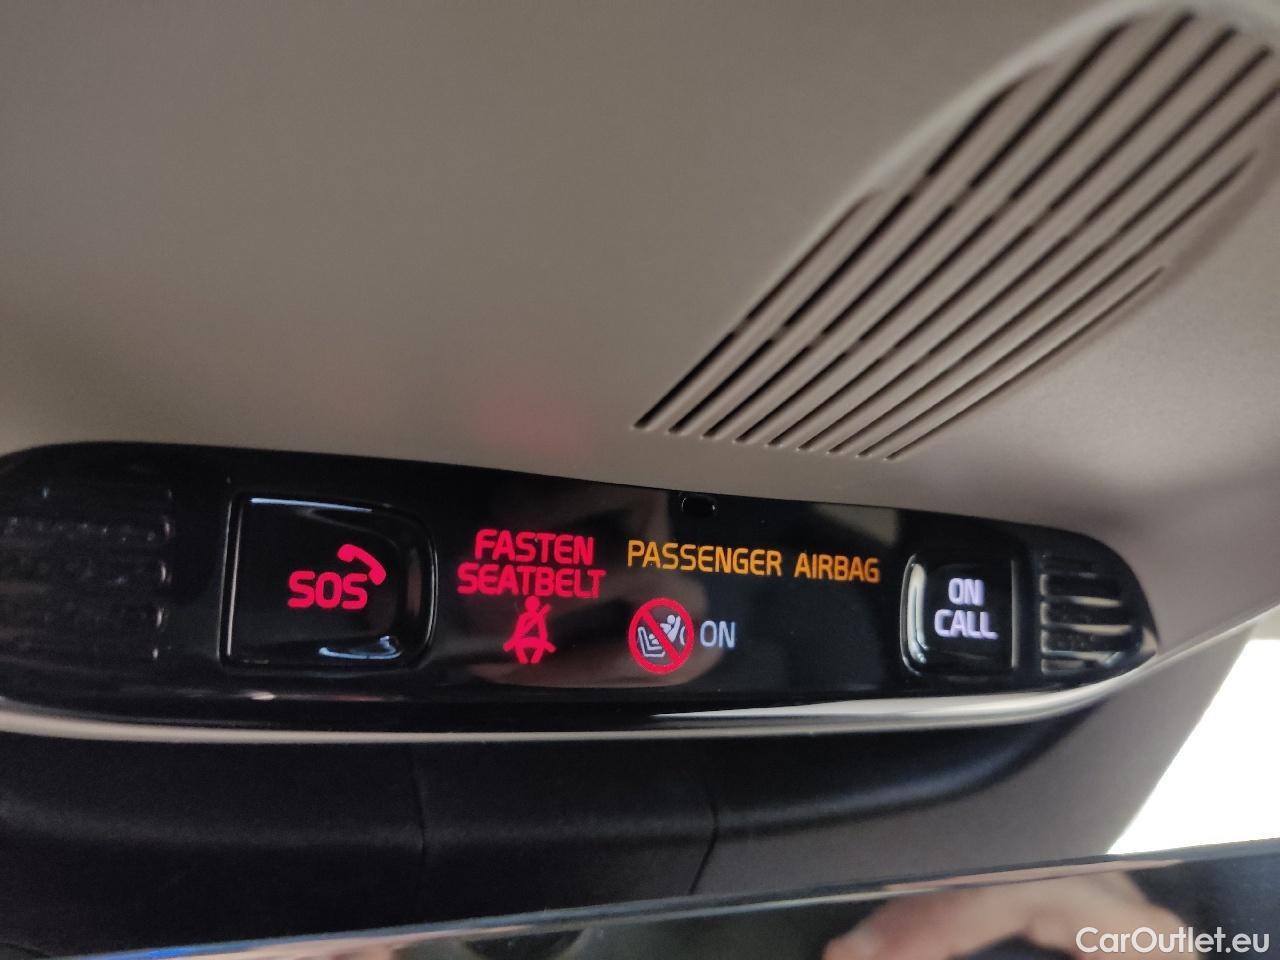 SOS
FASTEN
SEATBELT
PASSENGER AIRBAG
ON
ON
CALL
CarOutlet.eu